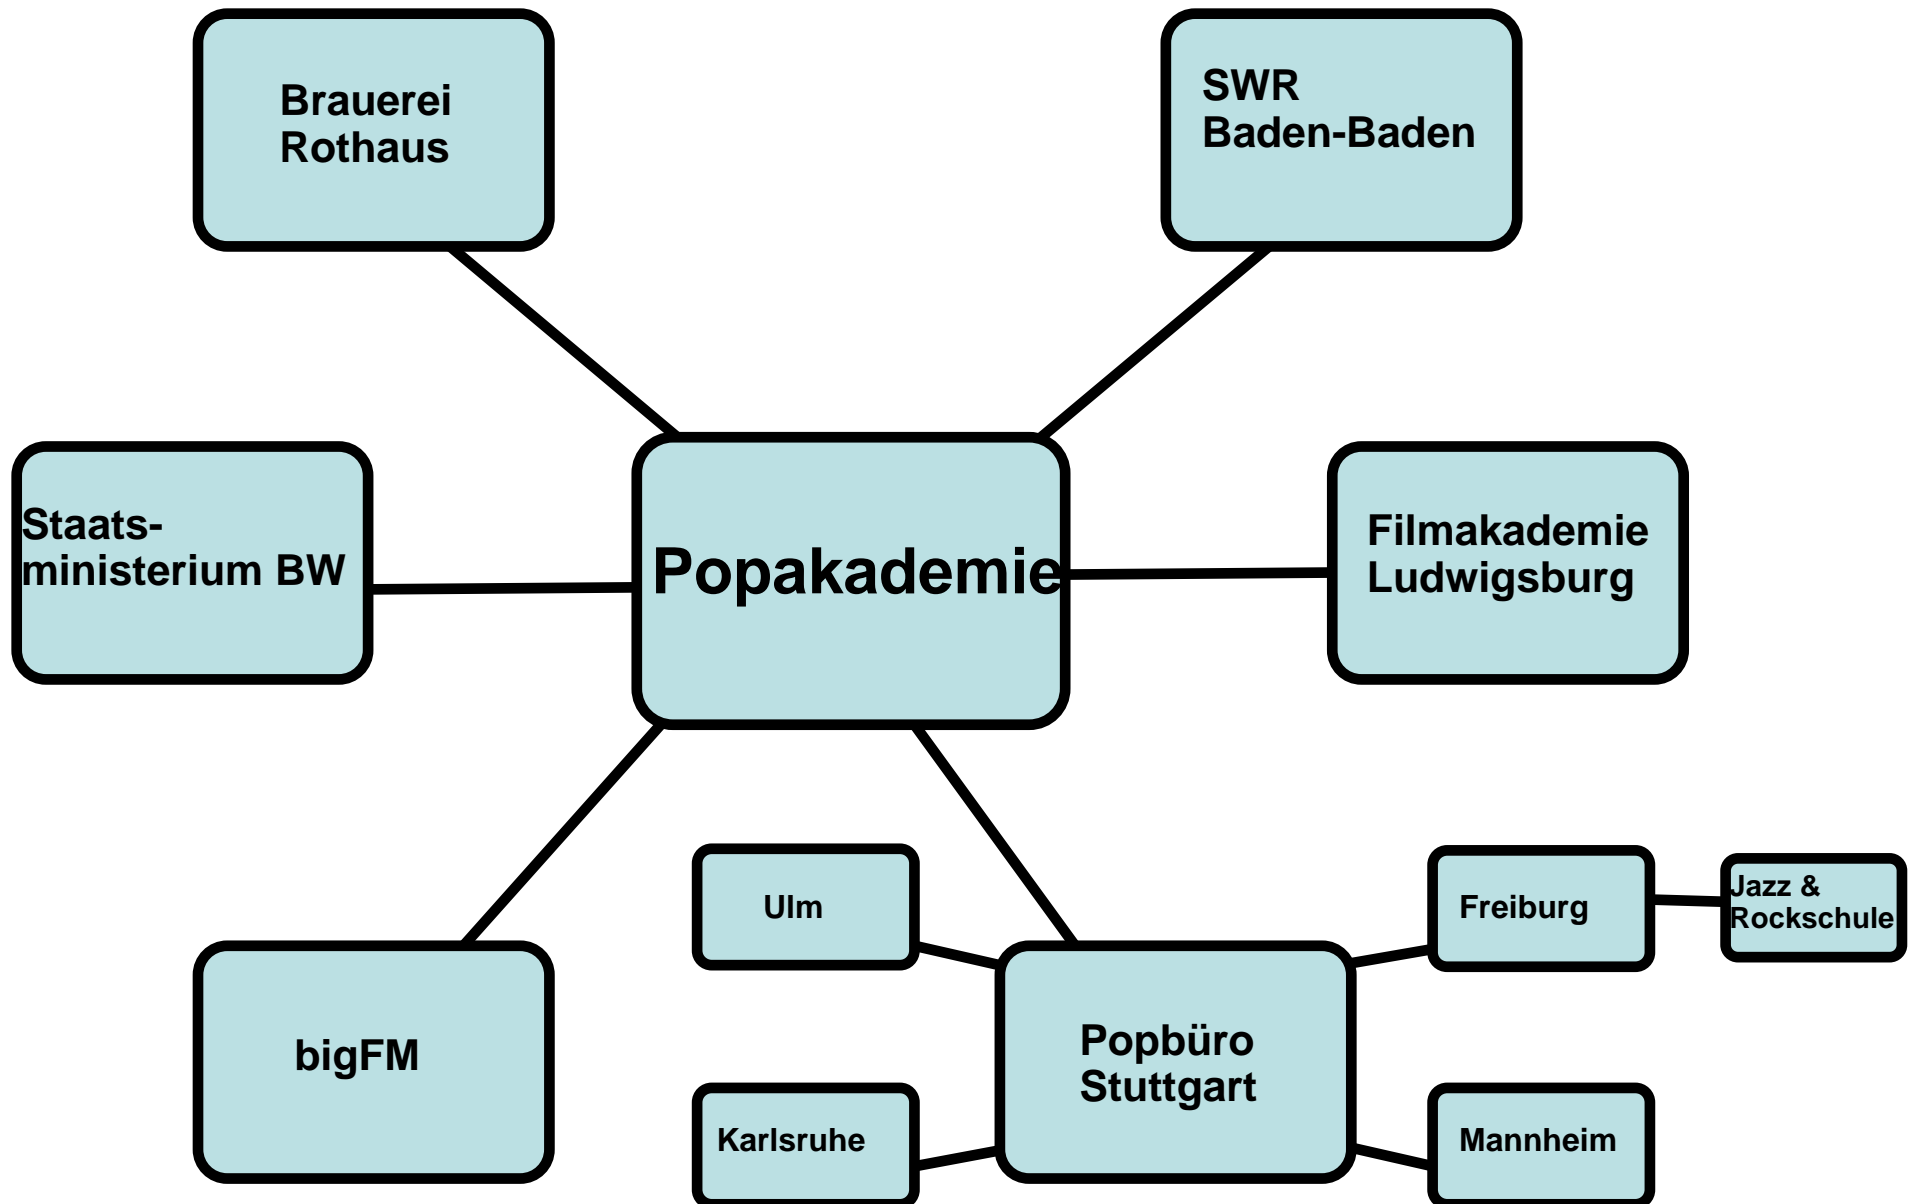 Brauerei
Rothaus
SWR
Baden-Baden
Staats-
ministerium BW
Popakademie
Filmakademie
Ludwigsburg
Ulm
Freiburg
Jazz &
Rockschule
bigFM
Popbüro
Stuttgart
Karlsruhe
Mannheim